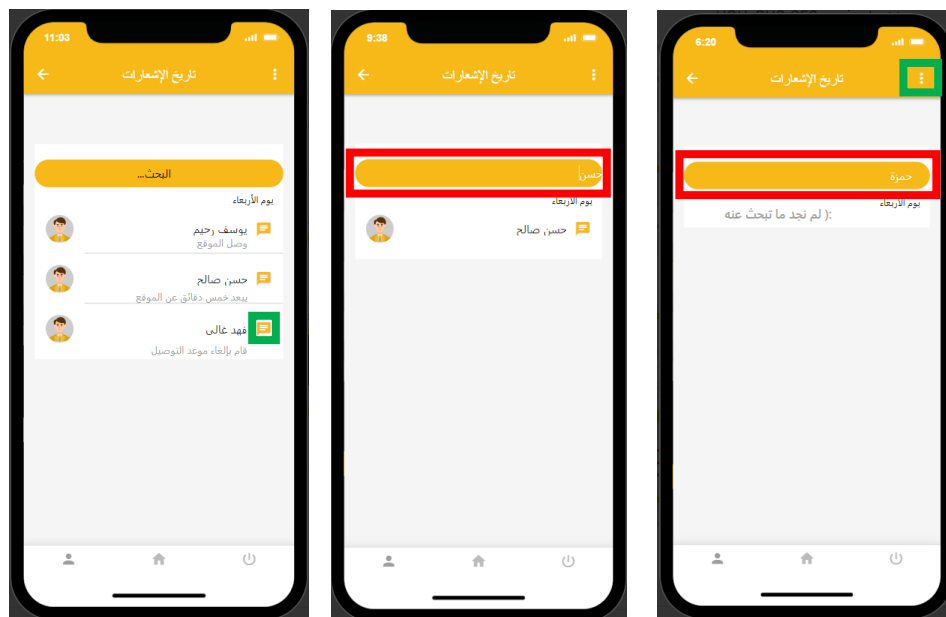 11:03
تاريخ الإشعارات
البحث...
يوم الأربعاء
يوسف رحيم
وصل الموقع
حسن صالح
يبعد خمس دقائق عن الموقع
فهد غالي
قام بإلغاء موعد التوصيل
9:38
تاريخ الإشعارات
حسن
يوم الأربعاء
حسن صالح
6:20
تاريخ الإشعارات
حمزة
يوم الأربعاء
:( لم نجد ما تبحث عنه